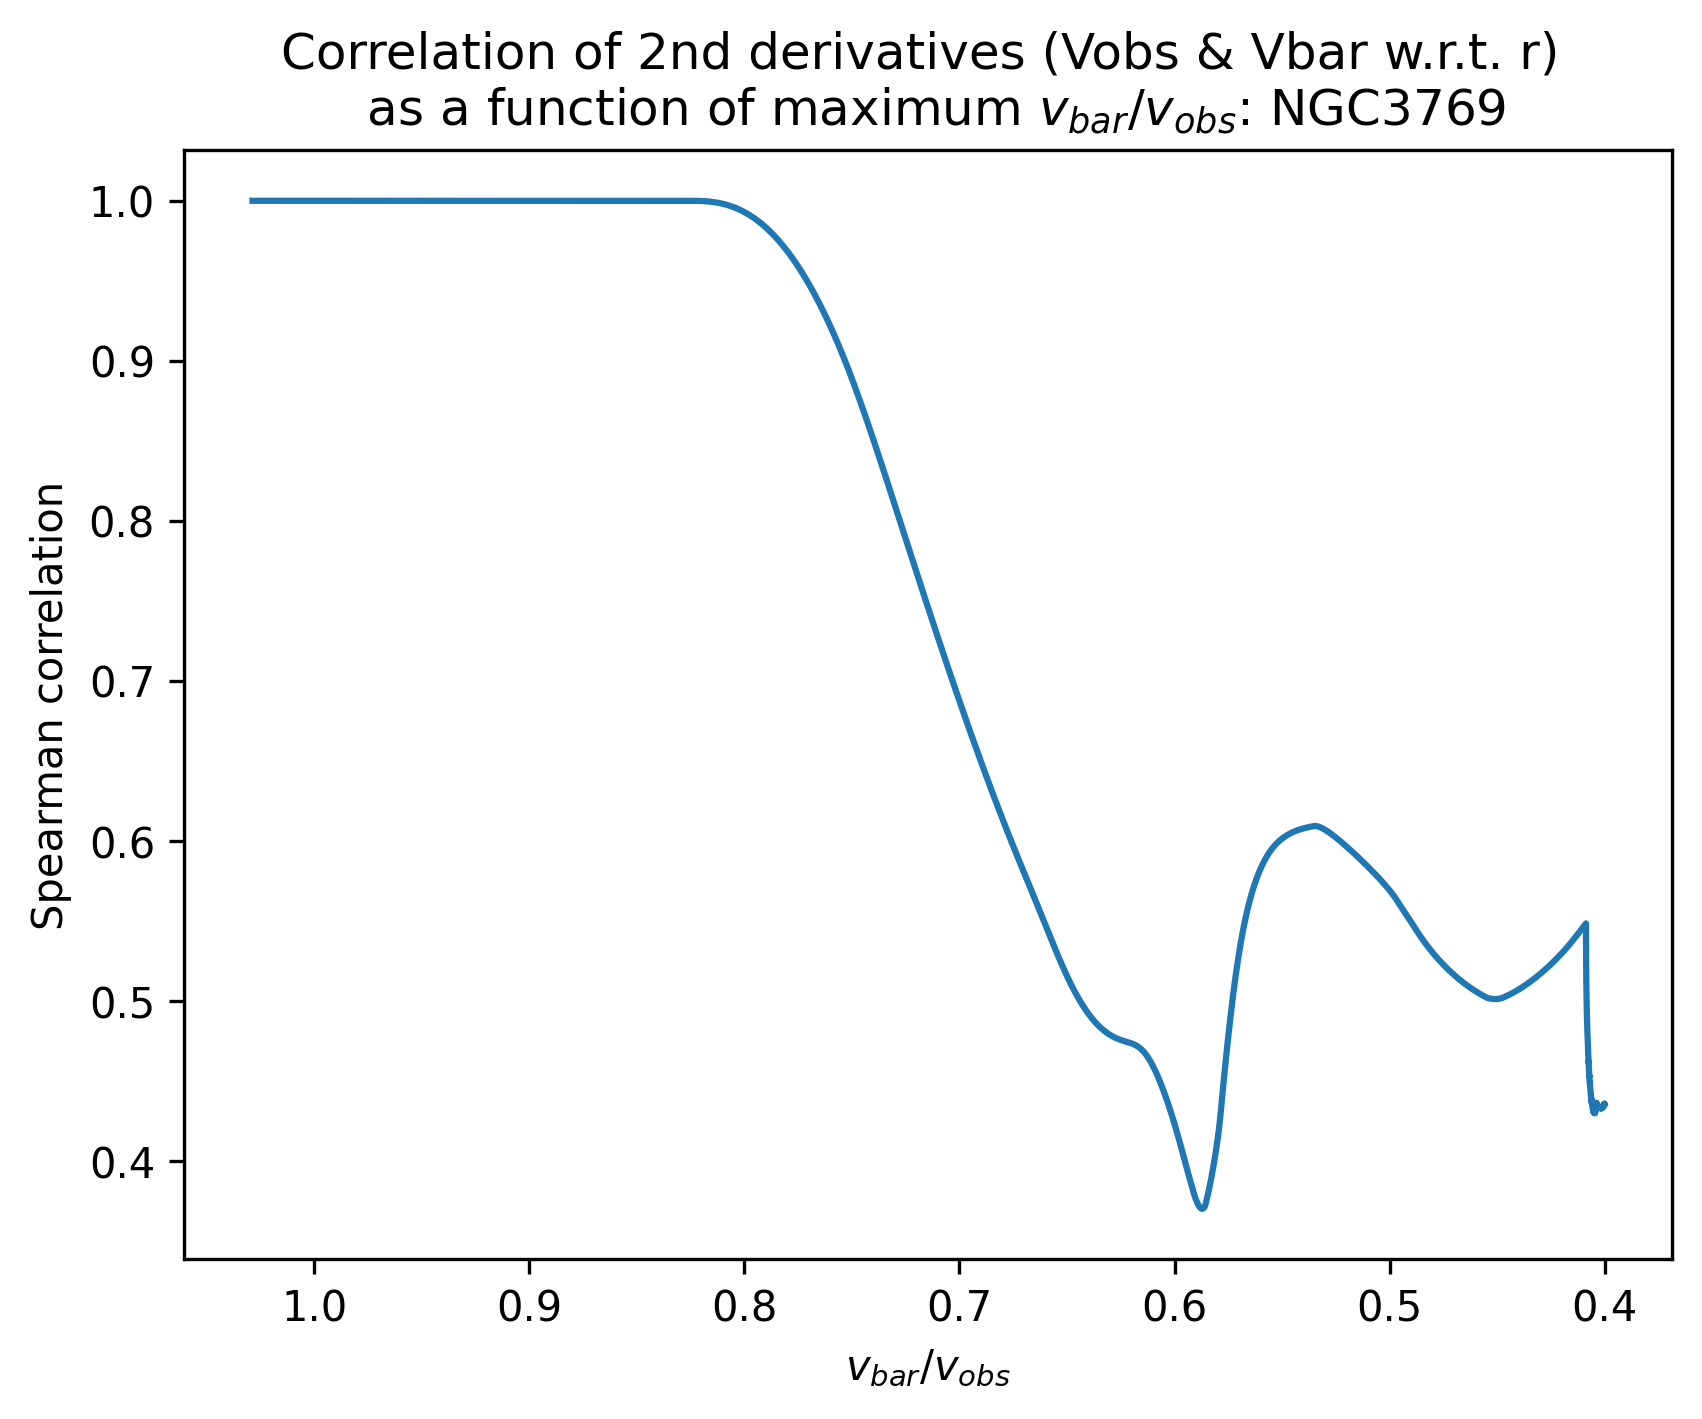 Correlation of 2nd derivatives (Vobs & Vbar w.r.t. r)
as a function of maximum v_bar/v_obs: NGC3769
1.0
0.9
0.8
0.7
0.6
0.5
0.4
Spearman correlation
1.0 0.9 0.8 0.7 0.6 0.5 0.4
v_bar/v_obs